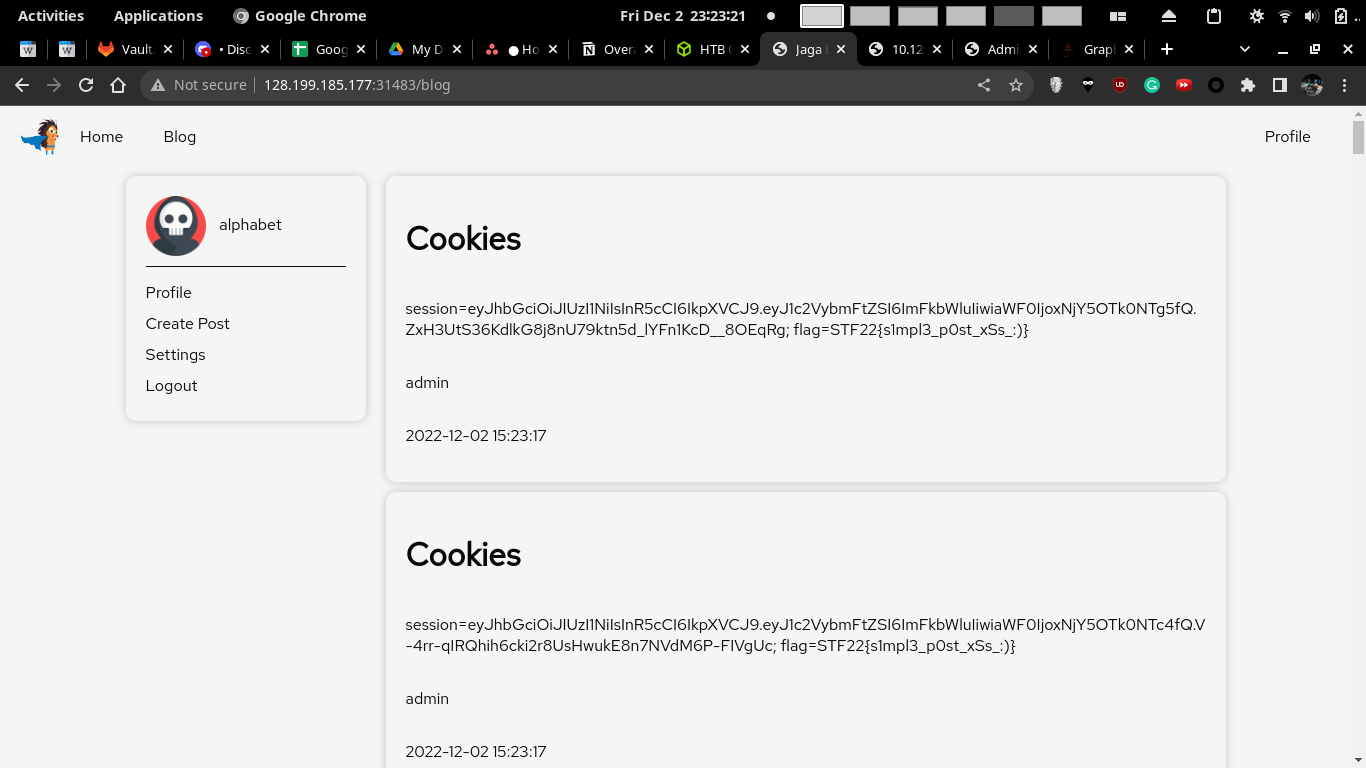 Activities Applications Google Chrome Fri Dec 2 23:23:21
Vault Disc Goog My D Ho Over HTB Jaga 10.12 Admi Grap
Not secure 128.199.185.177:31483/blog
Home Blog Profile
alphabet
Profile
Create Post
Settings
Logout
Cookies
session=eyJhbGciOiJIUzI1NiIsInR5cCI6IkpXVCJ9.eyJ1c2VybmFtZSI6ImFkbWluIiwiaWF0IjoxNjY5OTk0NTg5fQ.
ZxH3UtS36KdlkG8j8nU79ktn5d_lYFn1KcD__8OEqRg; flag=STF22{s1mpl3_p0st_xSs_:)}
admin
2022-12-02 15:23:17
Cookies
session=eyJhbGciOiJIUzI1NiIsInR5cCI6IkpXVCJ9.eyJ1c2VybmFtZSI6ImFkbWluIiwiaWF0IjoxNjY5OTk0NTc4fQ.V
-4rr-qIRQhih6cki2r8UsHwukE8n7NVdM6P-FIVgUc; flag=STF22{s1mpl3_p0st_xSs_:)}
admin
2022-12-02 15:23:17